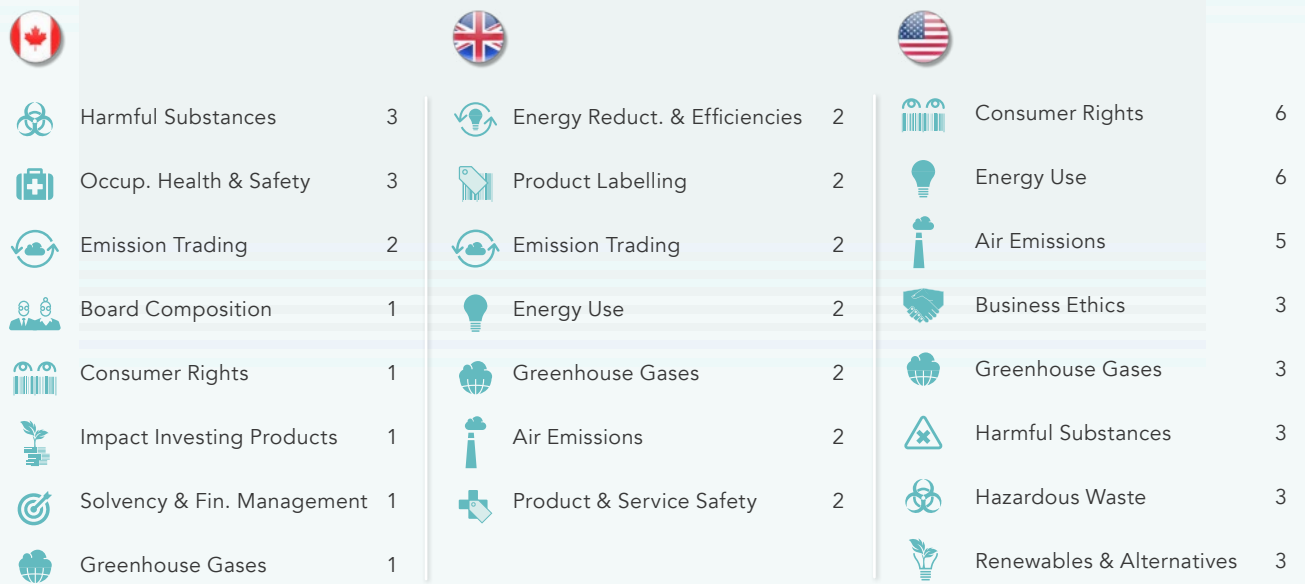 Harmful Substances 3
Occup. Health & Safety 3
Emission Trading 2
Board Composition 1
Consumer Rights 1
Impact Investing Products 1
Solvency & Fin. Management 1
Greenhouse Gases 1
Energy Reduct. & Efficiencies 2
Product Labelling 2
Emission Trading 2
Energy Use 2
Greenhouse Gases 2
Air Emissions 2
Product & Service Safety 2
Consumer Rights 6
Energy Use 6
Air Emissions 5
Business Ethics 3
Greenhouse Gases 3
Harmful Substances 3
Hazardous Waste 3
Renewables & Alternatives 3